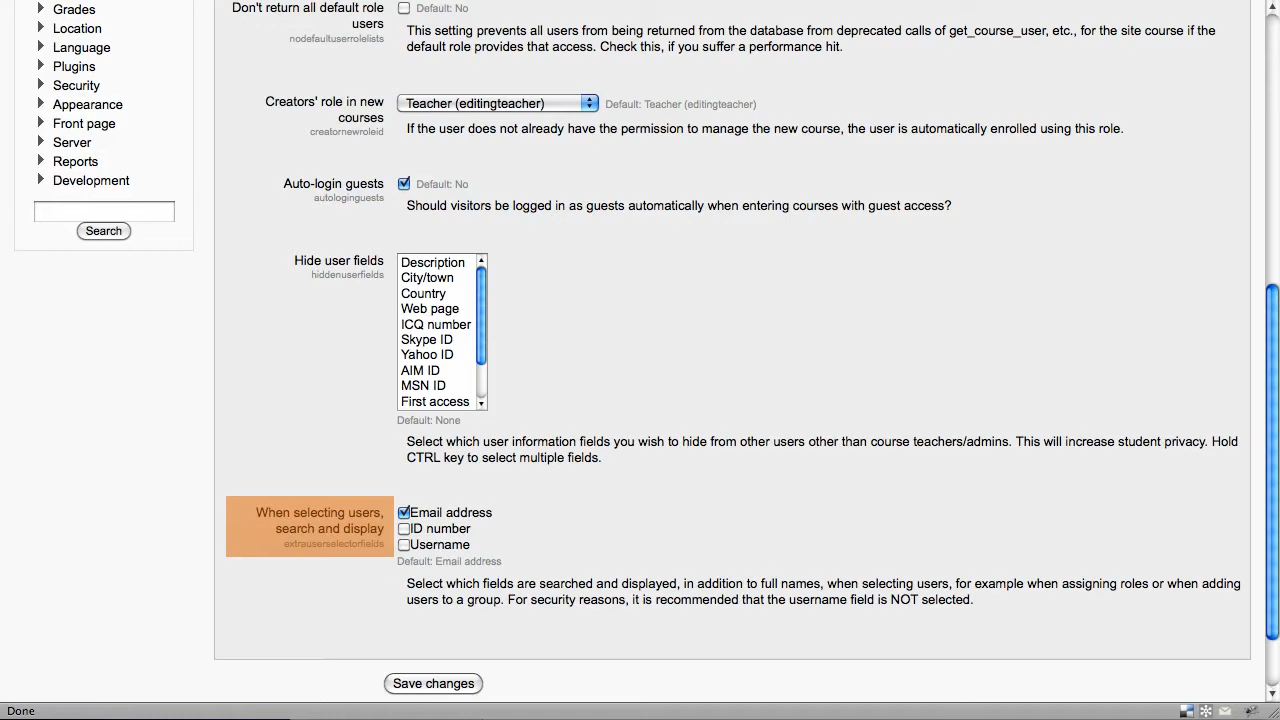 Grades
Location
Language
Plugins
Security
Appearance
Front page
Server
Reports
Development
Search
Don't return all default role
users
nodefaultuserrolelists
Default: No
This setting prevents all users from being returned from the database from deprecated calls of get_course_user, etc., for the site course if the
default role provides that access. Check this, if you suffer a performance hit.
Creators' role in new
courses
creatornewroleid
Teacher (editingteacher)
Default: Teacher (editingteacher)
If the user does not already have the permission to manage the new course, the user is automatically enrolled using this role.
Auto-login guests
autologinguests
Default: No
Should visitors be logged in as guests automatically when entering courses with guest access?
Hide user fields
hiddenuserfields
Description
City/town
Country
Web page
ICQ number
Skype ID
Yahoo ID
AIM ID
MSN ID
First access
Default: None
Select which user information fields you wish to hide from other users other than course teachers/admins. This will increase student privacy. Hold
CTRL key to select multiple fields.
When selecting users,
search and display
extrauserselectorfields
Email address
ID number
Username
Default: Email address
Select which fields are searched and displayed, in addition to full names, when selecting users, for example when assigning roles or when adding
users to a group. For security reasons, it is recommended that the username field is NOT selected.
Save changes
Done